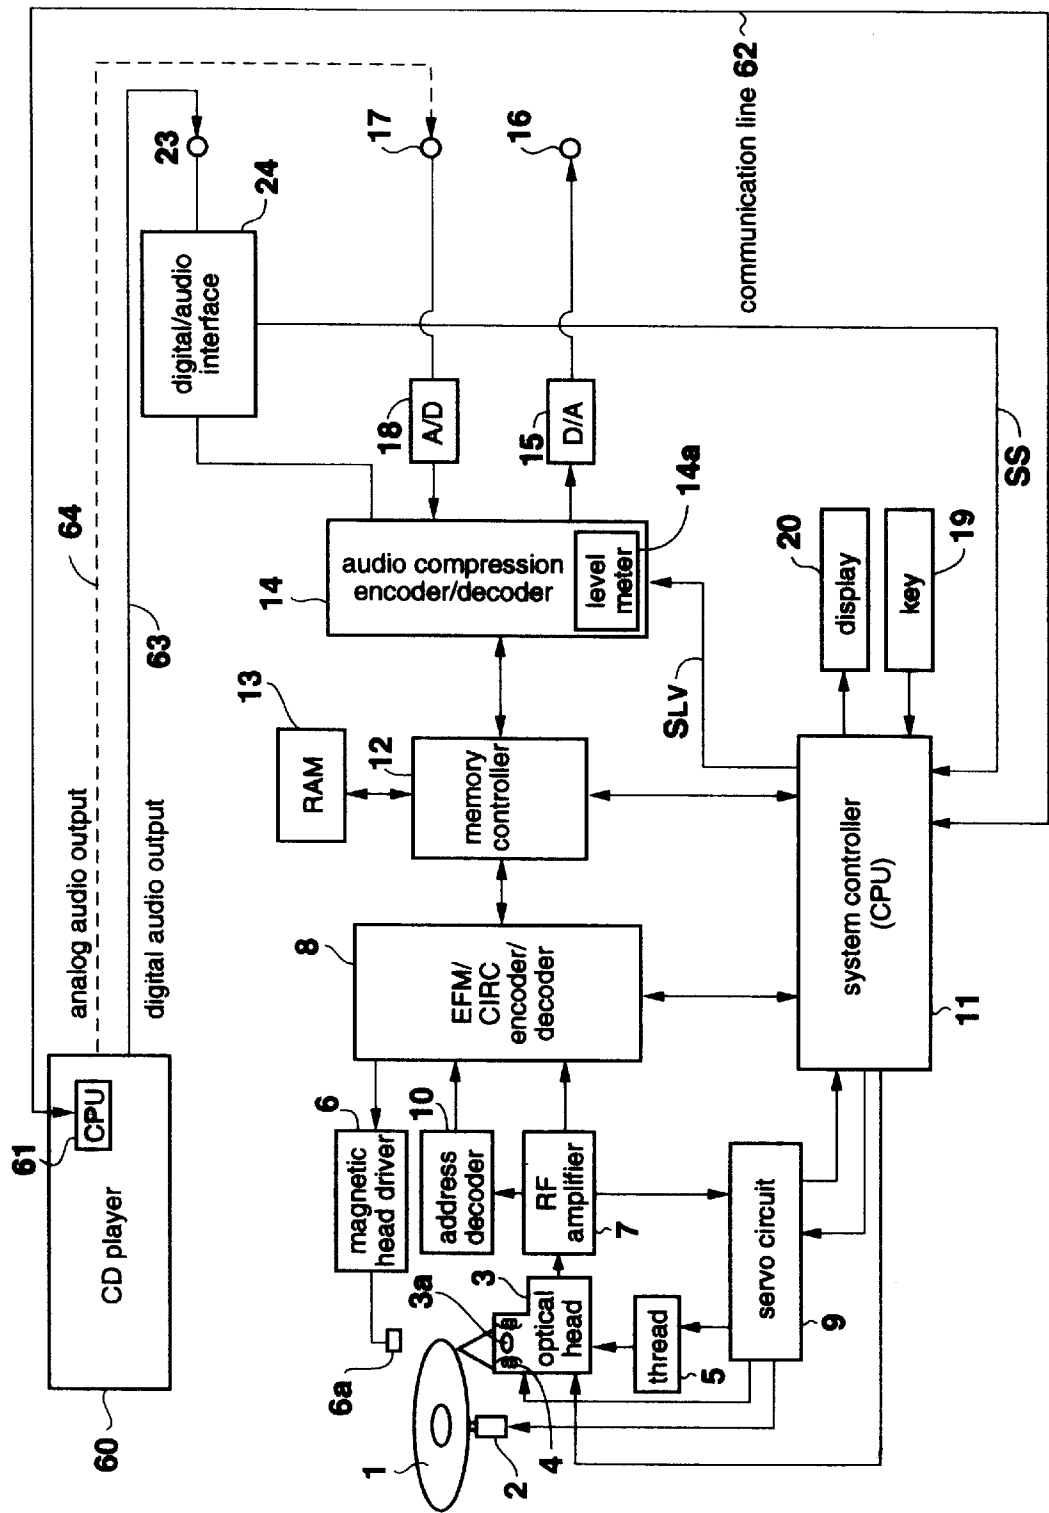 60
CD player
61
CPU
analog audio output
digital audio output
63
64
23
digital/audio
interface
24
17
16
communication line 62
18
A/D
15
D/A
14
audio compression
encoder/decoder
level
meter
14a
SLV
SS
13
RAM
12
memory
controller
8
EFM/
CIRC
encoder/
decoder
6
magnetic
head driver
6a
10
address
decoder
RF
amplifier
7
3
3a
optical
head
4
1
2
thread
5
servo circuit
9
system controller
(CPU)
11
20
display
19
key